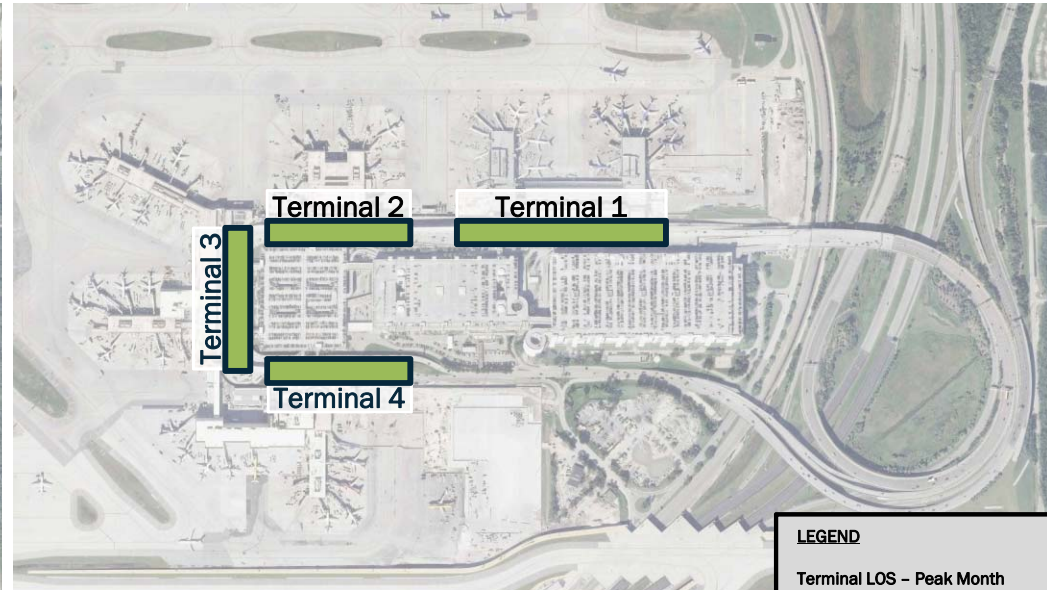 Terminal 2
Terminal 1
Terminal 3
Terminal 4
LEGEND
Terminal LOS – Peak Month